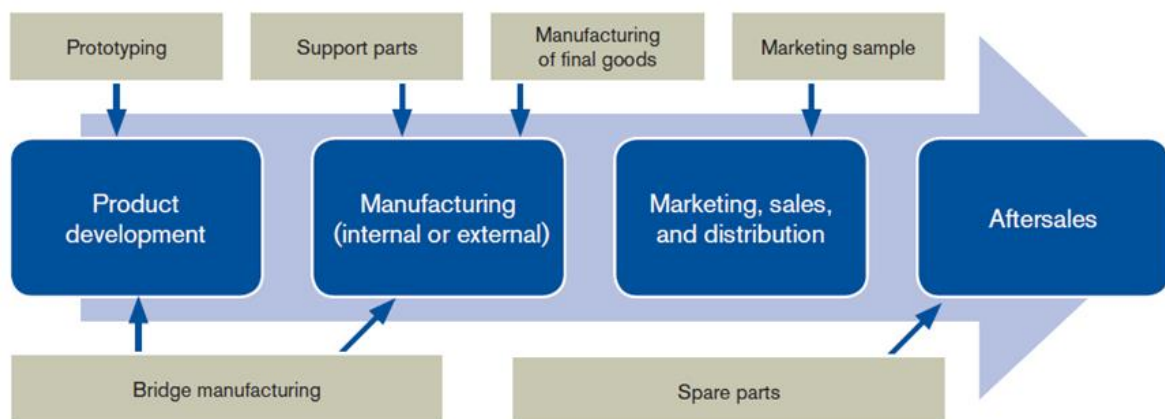 Prototyping
Support parts
Manufacturing
of final goods
Marketing sample
Product
development
Manufacturing
(internal or external)
Marketing, sales,
and distribution
Aftersales
Bridge manufacturing
Spare parts